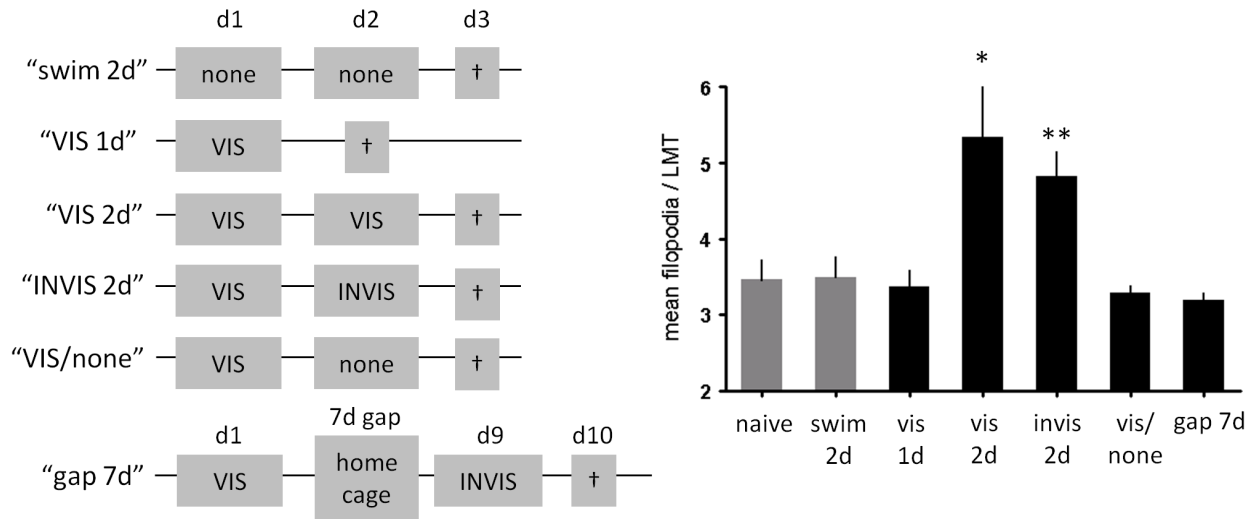 d1 d2 d3
“swim 2d” none none †
“VIS 1d” VIS †
“VIS 2d” VIS VIS †
“INVIS 2d” VIS INVIS †
“VIS/none” VIS none †
7d gap
d1 d9 d10
“gap 7d” VIS home cage INVIS †
mean filopodia / LMT
6
5
4
3
2
*
**
naive swim vis vis invis vis/ gap 7d
2d 1d 2d 2d none